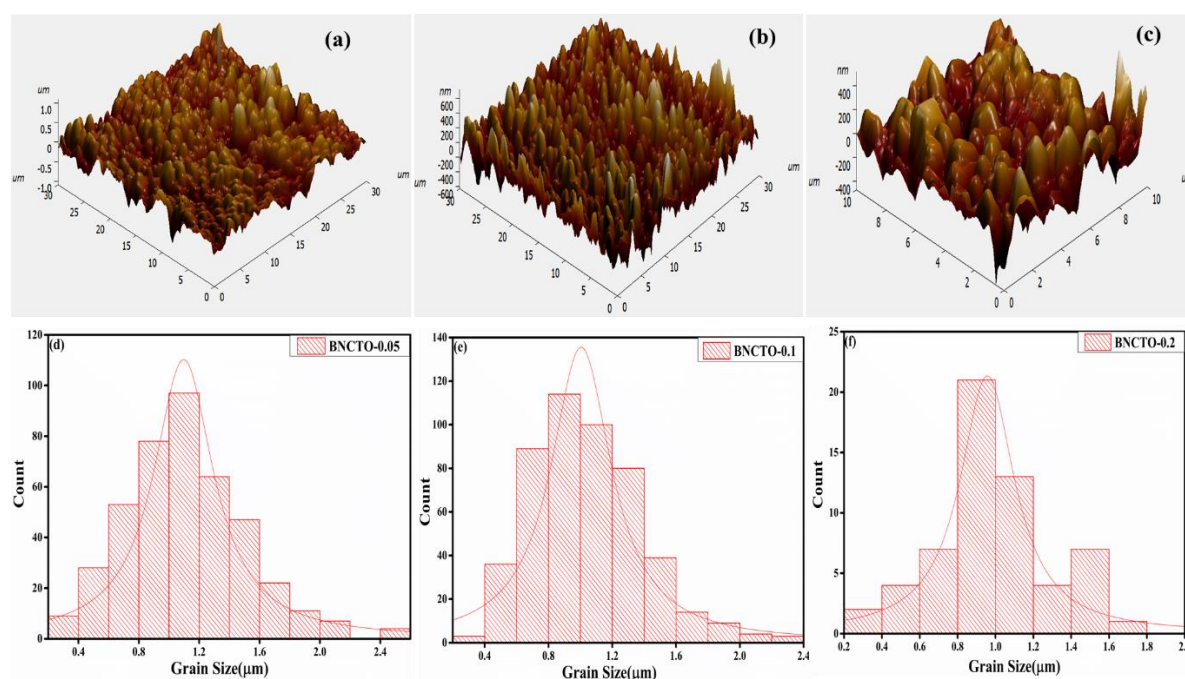 (a)
um
1.0
0.5
0
-0.5
-1.0
um
30
25
20
15
10
5
0
0
5
10
15
20
25
30
um
(b)
nm
600
400
200
0
-200
-400
-600
um
30
25
20
15
10
5
0
0
5
10
15
20
25
30
um
(c)
nm
400
200
0
-200
-400
um
10
8
6
4
2
0
0
2
4
6
8
10
um
(d)
BNCTO-0.05
Count
120
100
80
60
40
20
0
0.4 0.8 1.2 1.6 2.0 2.4
Grain Size(μm)
(e)
BNCTO-0.1
Count
140
120
100
80
60
40
20
0
0.4 0.8 1.2 1.6 2.0 2.4
Grain Size(μm)
(f)
BNCTO-0.2
Count
25
20
15
10
5
0
0.2 0.4 0.6 0.8 1.0 1.2 1.4 1.6 1.8
Grain Size(μm)